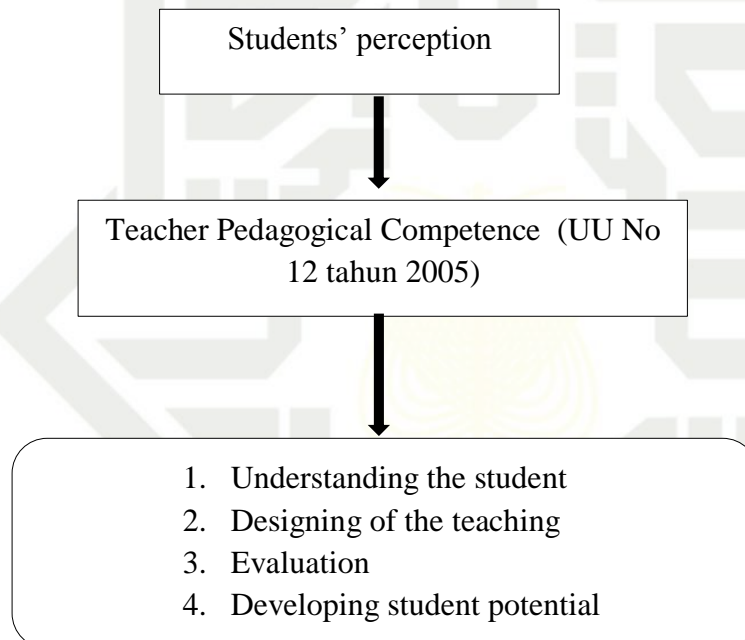 Students’ perception
Teacher Pedagogical Competence (UU No
12 tahun 2005)
1. Understanding the student
2. Designing of the teaching
3. Evaluation
4. Developing student potential